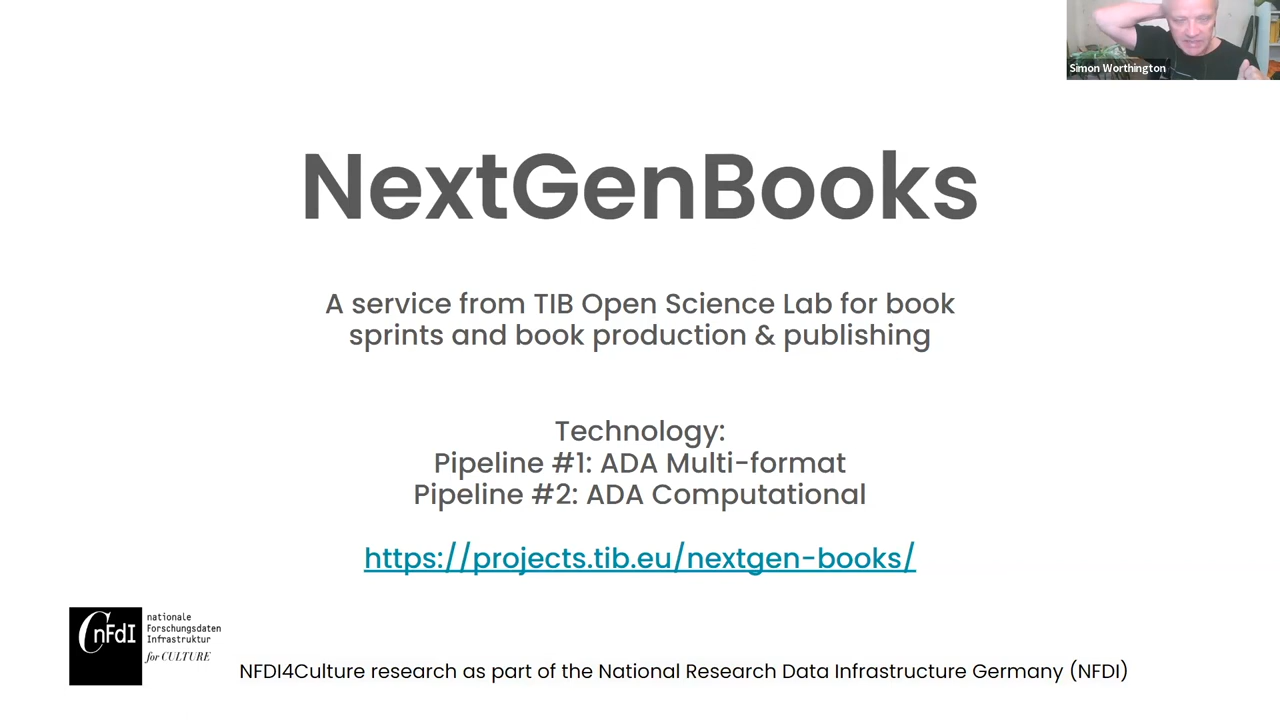 Simon Worthington
NextGenBooks
A service from TIB Open Science Lab for book
sprints and book production & publishing
Technology:
Pipeline #1: ADA Multi-format
Pipeline #2: ADA Computational
https://projects.tib.eu/nextgen-books/
nFdI
nationale
Forschungsdaten
Infrastruktur
for CULTURE
NFDI4Culture research as part of the National Research Data Infrastructure Germany (NFDI)